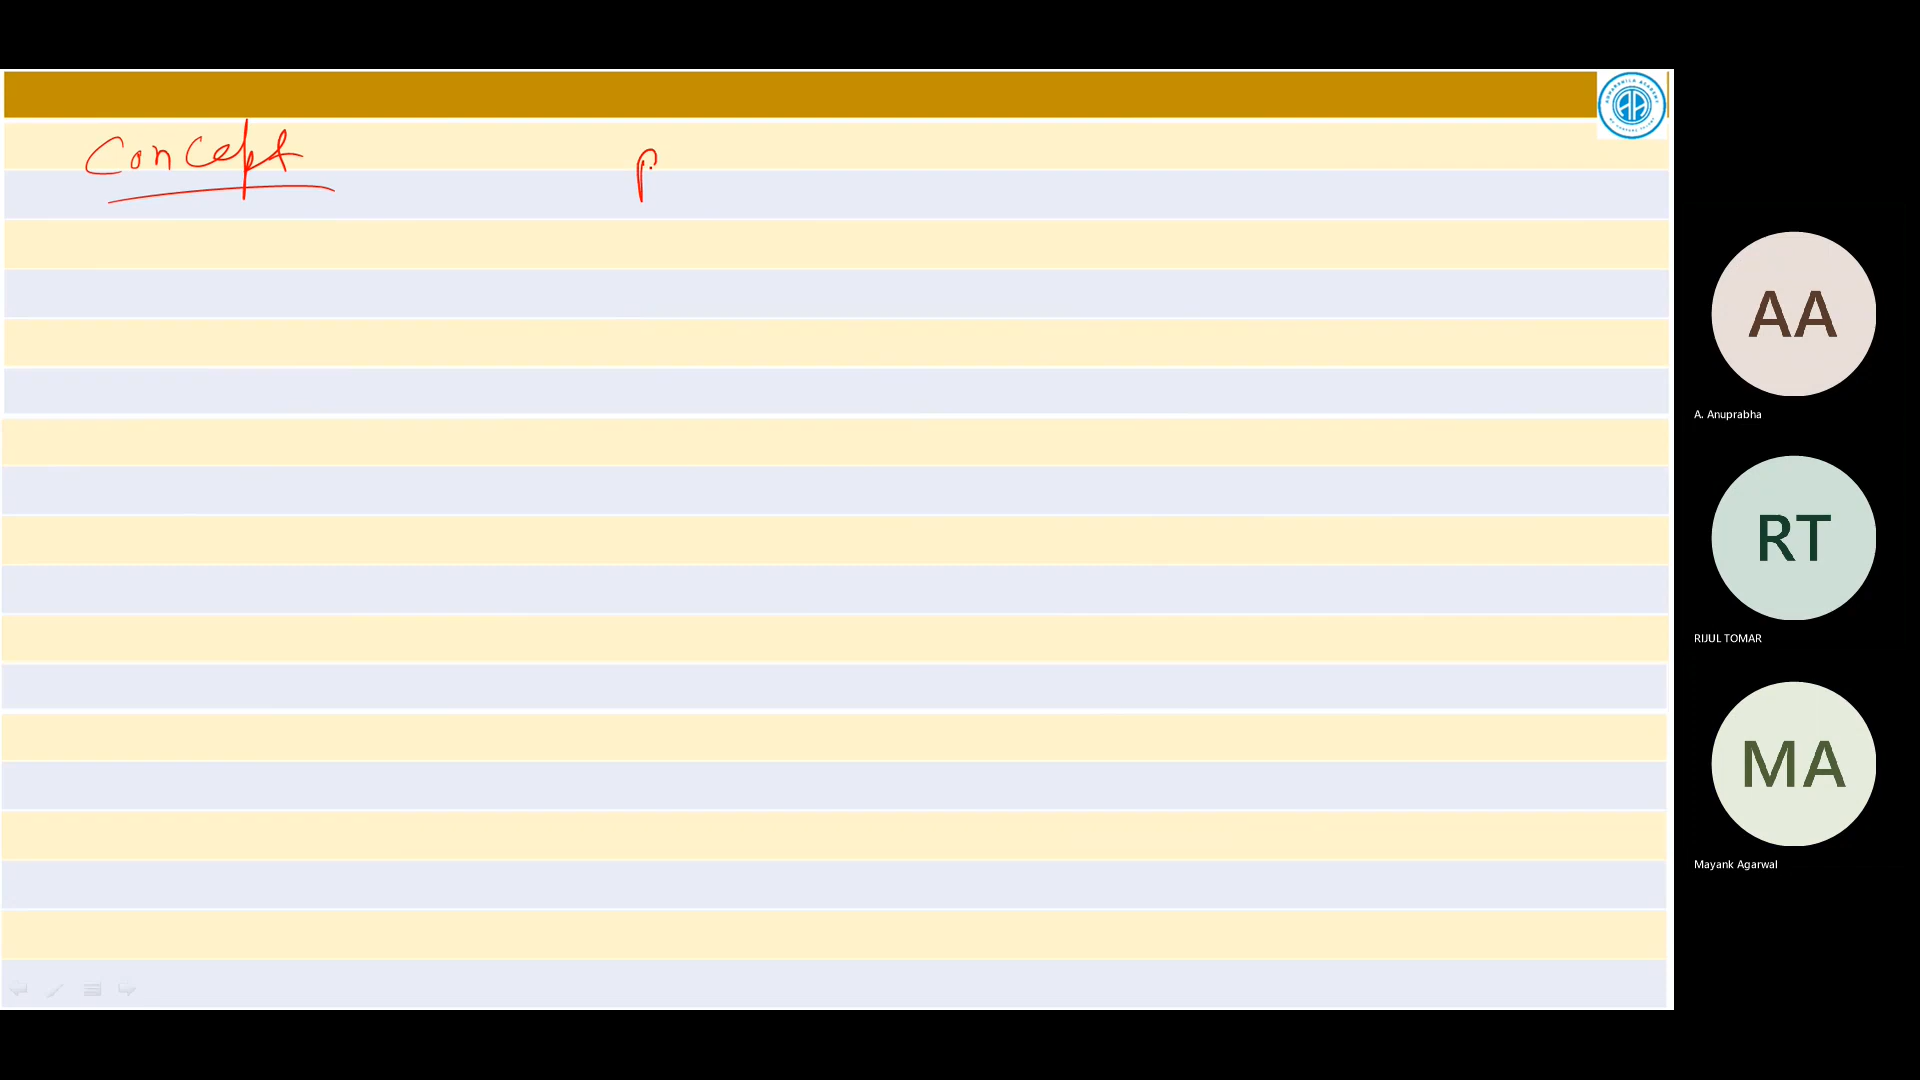 Concept P
AA
A. Anuprabha
RT
RIJUL TOMAR
MA
Mayank Agarwal